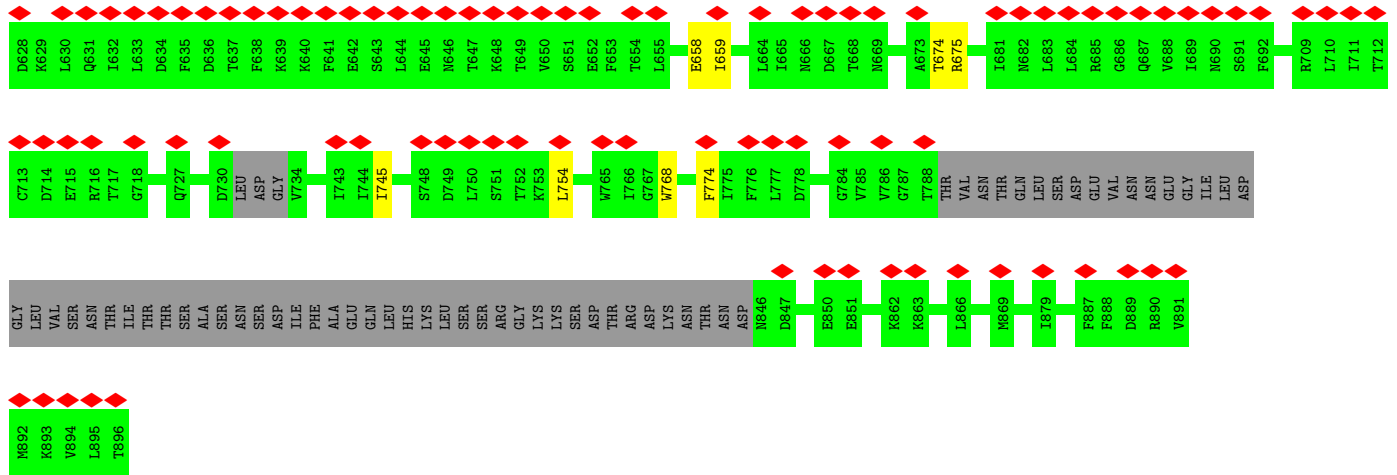 D628 K629 L630 Q631 I632 L633 D634 F635 D636 T637 F638 K639 K640 F641 E642 S643 L644 E645 N646 T647 K648 T649 V650 S651 E652 F653 T654 L655 E658 I659 L664 I665 N666 D667 T668 N669 A673 T674 R675 I681 N682 L683 L684 R685 G686 Q687 V688 I689 N690 S691 F692 R709 L710 I711 T712
C713 D714 E715 R716 T717 G718 Q727 D730 LEU ASP GLY V734 I743 I744 I745 S748 D749 L750 S751 T752 K753 L754 W765 I766 G767 W768 F774 I775 F776 L777 D778 G784 V785 V786 G787 T788 THR VAL ASN THR GLN LEU SER ASP GLU VAL ASN ASN GLU GLY ILE LEU ASP
GLY LEU VAL SER ASN THR ILE THR THR SER ALA SER ASN SER ASP ILE PHE ALA GLU GLN LEU HIS LYS LEU SER SER ARG GLY LYS LYS SER ASP THR ARG ASP LYS ASN THR ASN ASP N846 D847 E850 E851 K862 K863 L866 M869 I879 F887 F888 D889 R890 V891
M892 K893 V894 L895 T896